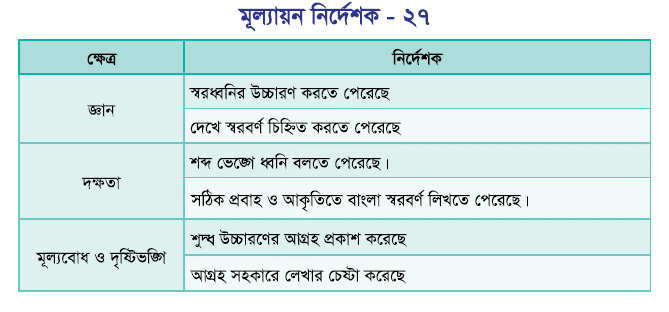 মূল্যায়ন নির্দেশক - ২৭
ক্ষেত্র নির্দেশক
জ্ঞান
স্বরধ্বনির উচ্চারণ করতে পেরেছে
দেখে স্বরবর্ণ চিহ্নিত করতে পেরেছে
দক্ষতা
শব্দ ভেঙ্গে ধ্বনি বলতে পেরেছে।
সঠিক প্রবাহ ও আকৃতিতে বাংলা স্বরবর্ণ লিখতে পেরেছে।
মূল্যবোধ ও দৃষ্টিভঙ্গি
শুদ্ধ উচ্চারণের আগ্রহ প্রকাশ করেছে
আগ্রহ সহকারে লেখার চেষ্টা করেছে